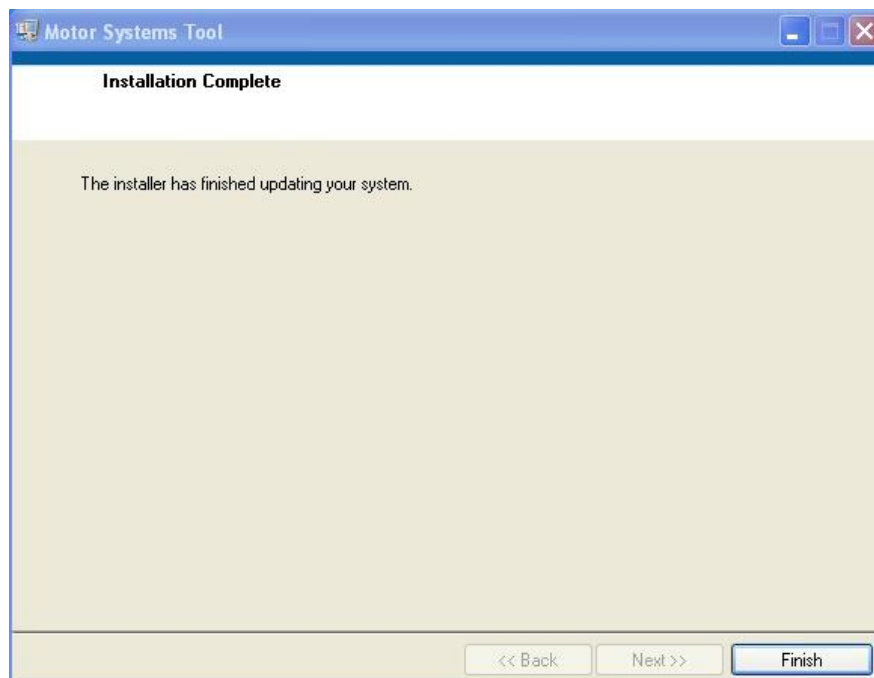 Motor Systems Tool
Installation Complete
The installer has finished updating your system.
<< Back
Next >>
Finish